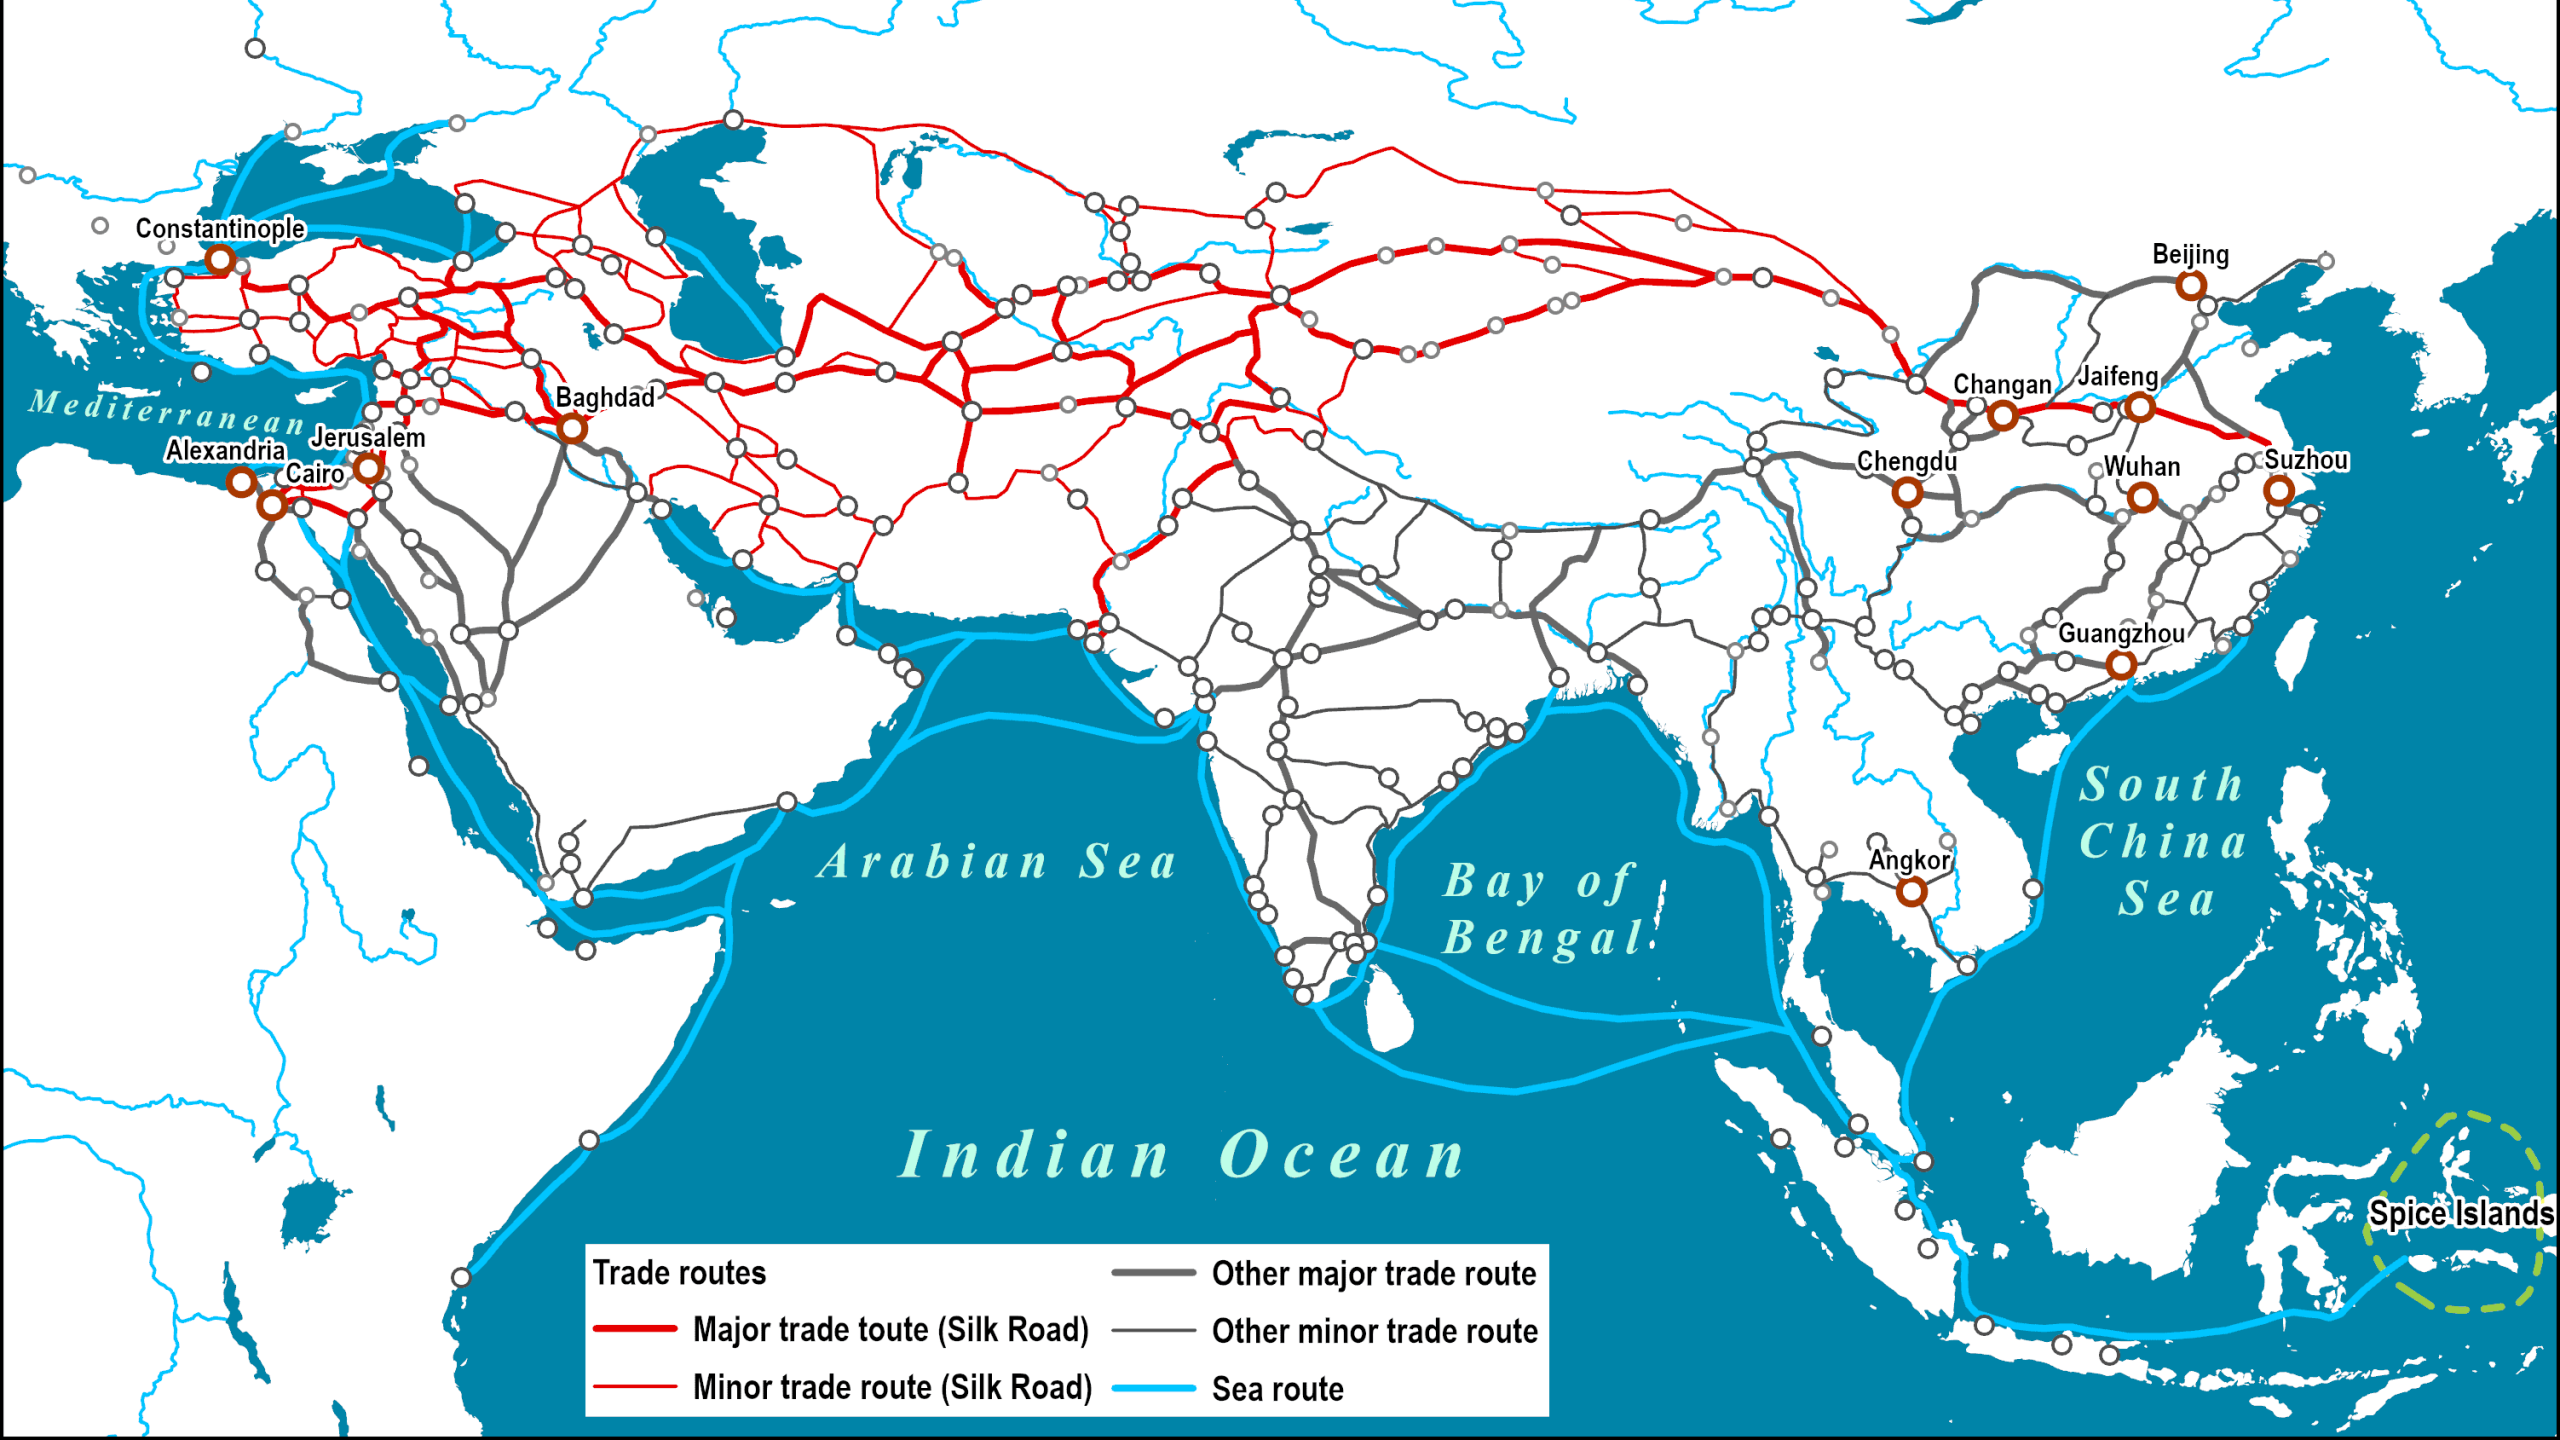 Constantinople
Beijing
Mediterranean
Baghdad
Changan
Jaifeng
Alexandria
Jerusalem
Cairo
Chengdu
Wuhan
Suzhou
Guangzhou
South
China
Sea
Arabian Sea
Bay of
Bengal
Angkor
Indian Ocean
Spice Islands
Trade routes
Major trade toute (Silk Road)
Minor trade route (Silk Road)
Other major trade route
Other minor trade route
Sea route